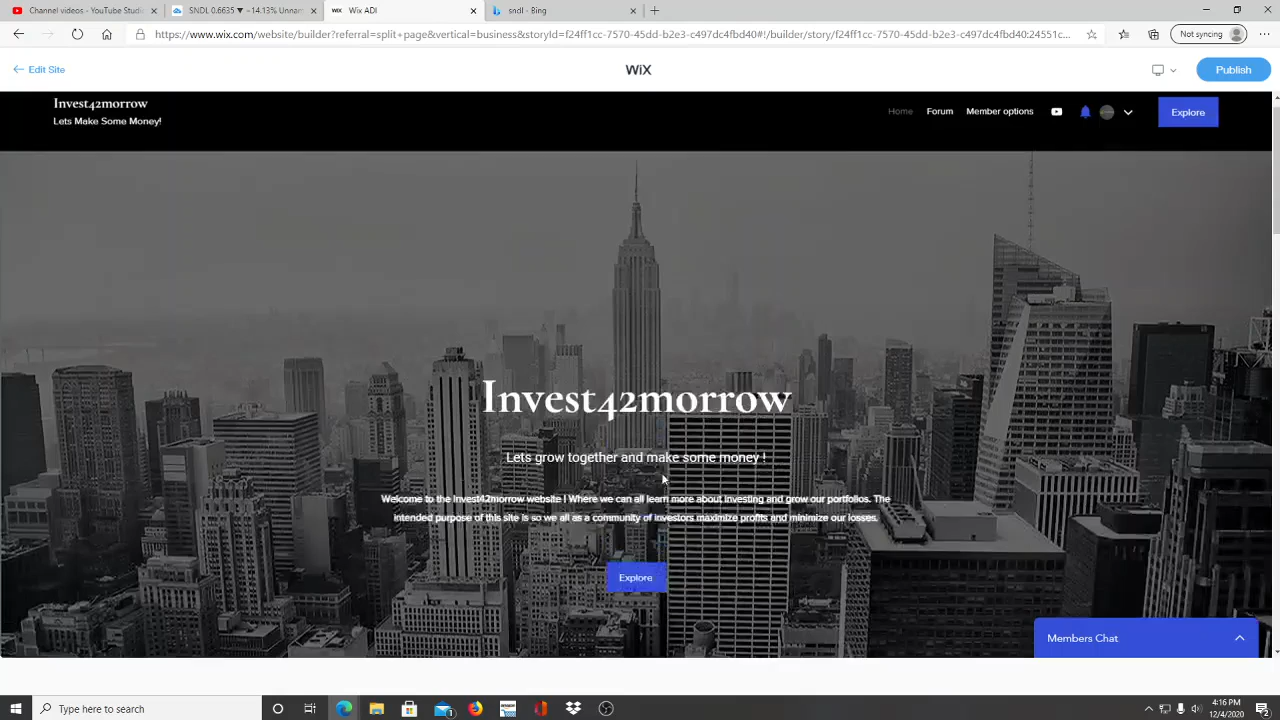 Channel videos - YouTube Studio
SNDL 0.6635 ▼ −14.13% Unnam
Wix ADI
sndl - Bing
https://www.wix.com/website/builder?referral=split+page&vertical=business&storyId=f24ff1cc-7570-45dd-b2e3-c497dc4fbd40#!/builder/story/f24ff1cc-7570-45dd-b2e3-c497dc4fbd40:24551c...
Not syncing
Edit Site
WiX
Publish
Invest42morrow
Lets Make Some Money!
Home
Forum
Member options
Explore
Invest42morrow
Lets grow together and make some money !
Welcome to the Invest42morrow website ! Where we can all learn more about investing and grow our portfolios. The
intended purpose of this site is so we all as a community of investors maximize profits and minimize our losses.
Explore
Members Chat
Type here to search
4:16 PM
12/4/2020